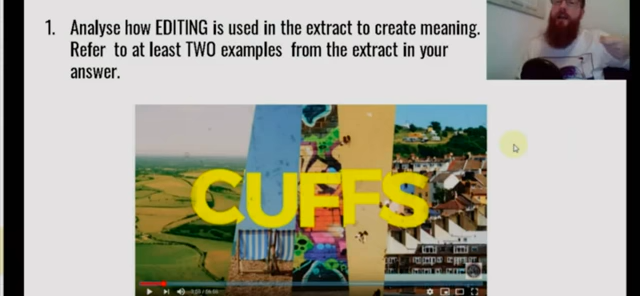 1. Analyse how EDITING is used in the extract to create meaning.
Refer to at least TWO examples from the extract in your
answer.
CUFFS